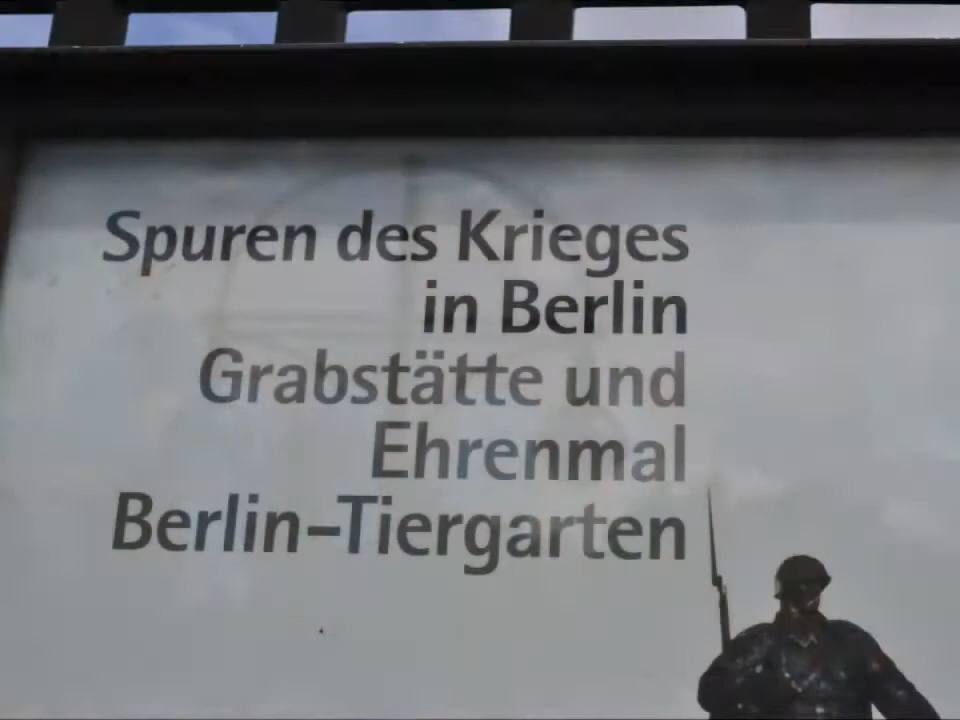 Spuren des Krieges
in Berlin
Grabstätte und
Ehrenmal
Berlin-Tiergarten